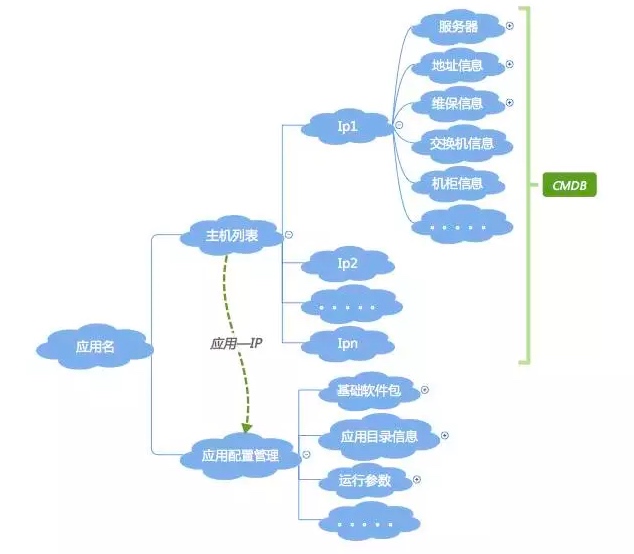 服务器
地址信息
维保信息
Ip1
交换机信息
机柜信息
CMDB
. . . . .
主机列表
Ip2
. . . . .
应用名
应用—IP
Ipn
基础软件包
应用目录信息
应用配置管理
运行参数
. . . . .